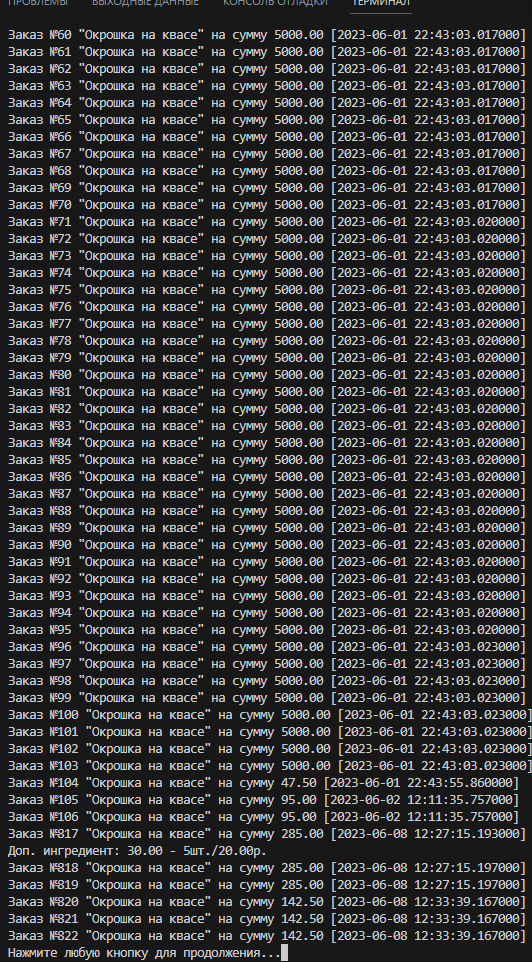 ПРОБЛЕМЫ ВЫХОДНЫЕ ДАННЫЕ КОНСОЛЬ ОТЛАДКИ ТЕРМИНАЛ
Заказ №60 "Окрошка на квасе" на сумму 5000.00 [2023-06-01 22:43:03.017000]
Заказ №61 "Окрошка на квасе" на сумму 5000.00 [2023-06-01 22:43:03.017000]
Заказ №62 "Окрошка на квасе" на сумму 5000.00 [2023-06-01 22:43:03.017000]
Заказ №63 "Окрошка на квасе" на сумму 5000.00 [2023-06-01 22:43:03.017000]
Заказ №64 "Окрошка на квасе" на сумму 5000.00 [2023-06-01 22:43:03.017000]
Заказ №65 "Окрошка на квасе" на сумму 5000.00 [2023-06-01 22:43:03.017000]
Заказ №66 "Окрошка на квасе" на сумму 5000.00 [2023-06-01 22:43:03.017000]
Заказ №67 "Окрошка на квасе" на сумму 5000.00 [2023-06-01 22:43:03.017000]
Заказ №68 "Окрошка на квасе" на сумму 5000.00 [2023-06-01 22:43:03.017000]
Заказ №69 "Окрошка на квасе" на сумму 5000.00 [2023-06-01 22:43:03.017000]
Заказ №70 "Окрошка на квасе" на сумму 5000.00 [2023-06-01 22:43:03.017000]
Заказ №71 "Окрошка на квасе" на сумму 5000.00 [2023-06-01 22:43:03.020000]
Заказ №72 "Окрошка на квасе" на сумму 5000.00 [2023-06-01 22:43:03.020000]
Заказ №73 "Окрошка на квасе" на сумму 5000.00 [2023-06-01 22:43:03.020000]
Заказ №74 "Окрошка на квасе" на сумму 5000.00 [2023-06-01 22:43:03.020000]
Заказ №75 "Окрошка на квасе" на сумму 5000.00 [2023-06-01 22:43:03.020000]
Заказ №76 "Окрошка на квасе" на сумму 5000.00 [2023-06-01 22:43:03.020000]
Заказ №77 "Окрошка на квасе" на сумму 5000.00 [2023-06-01 22:43:03.020000]
Заказ №78 "Окрошка на квасе" на сумму 5000.00 [2023-06-01 22:43:03.020000]
Заказ №79 "Окрошка на квасе" на сумму 5000.00 [2023-06-01 22:43:03.020000]
Заказ №80 "Окрошка на квасе" на сумму 5000.00 [2023-06-01 22:43:03.020000]
Заказ №81 "Окрошка на квасе" на сумму 5000.00 [2023-06-01 22:43:03.020000]
Заказ №82 "Окрошка на квасе" на сумму 5000.00 [2023-06-01 22:43:03.020000]
Заказ №83 "Окрошка на квасе" на сумму 5000.00 [2023-06-01 22:43:03.020000]
Заказ №84 "Окрошка на квасе" на сумму 5000.00 [2023-06-01 22:43:03.020000]
Заказ №85 "Окрошка на квасе" на сумму 5000.00 [2023-06-01 22:43:03.020000]
Заказ №86 "Окрошка на квасе" на сумму 5000.00 [2023-06-01 22:43:03.020000]
Заказ №87 "Окрошка на квасе" на сумму 5000.00 [2023-06-01 22:43:03.020000]
Заказ №88 "Окрошка на квасе" на сумму 5000.00 [2023-06-01 22:43:03.020000]
Заказ №89 "Окрошка на квасе" на сумму 5000.00 [2023-06-01 22:43:03.020000]
Заказ №90 "Окрошка на квасе" на сумму 5000.00 [2023-06-01 22:43:03.020000]
Заказ №91 "Окрошка на квасе" на сумму 5000.00 [2023-06-01 22:43:03.020000]
Заказ №92 "Окрошка на квасе" на сумму 5000.00 [2023-06-01 22:43:03.020000]
Заказ №93 "Окрошка на квасе" на сумму 5000.00 [2023-06-01 22:43:03.020000]
Заказ №94 "Окрошка на квасе" на сумму 5000.00 [2023-06-01 22:43:03.020000]
Заказ №95 "Окрошка на квасе" на сумму 5000.00 [2023-06-01 22:43:03.020000]
Заказ №96 "Окрошка на квасе" на сумму 5000.00 [2023-06-01 22:43:03.023000]
Заказ №97 "Окрошка на квасе" на сумму 5000.00 [2023-06-01 22:43:03.023000]
Заказ №98 "Окрошка на квасе" на сумму 5000.00 [2023-06-01 22:43:03.023000]
Заказ №99 "Окрошка на квасе" на сумму 5000.00 [2023-06-01 22:43:03.023000]
Заказ №100 "Окрошка на квасе" на сумму 5000.00 [2023-06-01 22:43:03.023000]
Заказ №101 "Окрошка на квасе" на сумму 5000.00 [2023-06-01 22:43:03.023000]
Заказ №102 "Окрошка на квасе" на сумму 5000.00 [2023-06-01 22:43:03.023000]
Заказ №103 "Окрошка на квасе" на сумму 5000.00 [2023-06-01 22:43:03.023000]
Заказ №104 "Окрошка на квасе" на сумму 47.50 [2023-06-01 22:43:55.860000]
Заказ №105 "Окрошка на квасе" на сумму 95.00 [2023-06-02 12:11:35.757000]
Заказ №106 "Окрошка на квасе" на сумму 95.00 [2023-06-02 12:11:35.757000]
Заказ №817 "Окрошка на квасе" на сумму 285.00 [2023-06-08 12:27:15.193000]
Доп. ингредиент: 30.00 - 5шт./20.00р.
Заказ №818 "Окрошка на квасе" на сумму 285.00 [2023-06-08 12:27:15.197000]
Заказ №819 "Окрошка на квасе" на сумму 285.00 [2023-06-08 12:27:15.197000]
Заказ №820 "Окрошка на квасе" на сумму 142.50 [2023-06-08 12:33:39.167000]
Заказ №821 "Окрошка на квасе" на сумму 142.50 [2023-06-08 12:33:39.167000]
Заказ №822 "Окрошка на квасе" на сумму 142.50 [2023-06-08 12:33:39.167000]
Нажмите любую кнопку для продолжения...